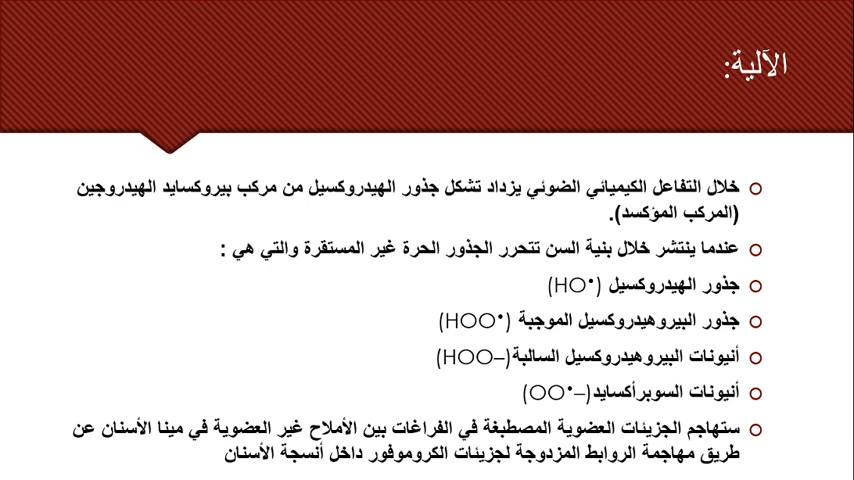 الآلية:
خلال التفاعل الكيميائي الضوئي يزداد تشكل جذور الهيدروكسيل من مركب بيروكسايد الهيدروجين
(المركب المؤكسد).
عندما ينتشر خلال بنية السن تتحرر الجذور الحرة غير المستقرة والتي هي :
جذور الهيدروكسيل (HO•)
جذور البيروهيدروكسيل الموجبة (HOO•)
أنيونات البيروهيدروكسيل السالبة(HOO–)
أنيونات السوبرأكسايد(OO•–)
ستهاجم الجزيئات العضوية المصطبغة في الفراغات بين الأملاح غير العضوية في مينا الأسنان عن
طريق مهاجمة الروابط المزدوجة لجزيئات الكروموفور داخل أنسجة الأسنان